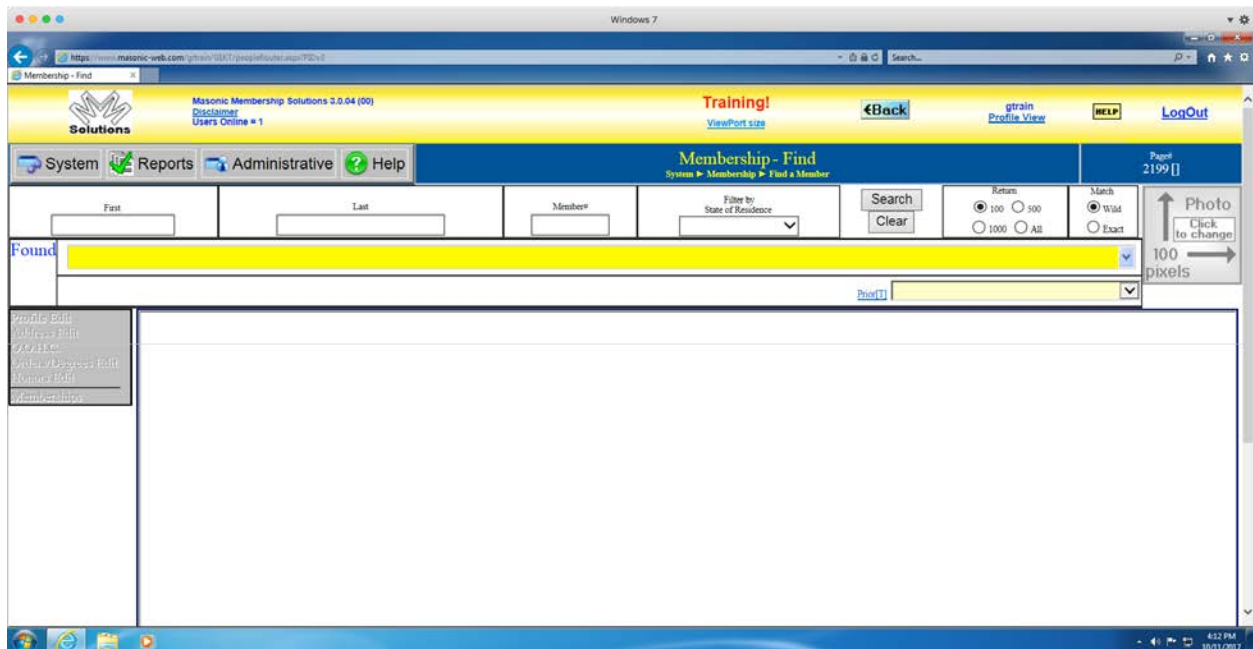 Windows 7
Search...
Membership - Find X
Solutions
Masonic Membership Solutions 3.0.04 (00)
Disclaimer
Users Online = 1
Training!
ViewPort size
Back
gtrain
Profile View
HELP
LogOut
System Reports Administrative Help
Membership - Find
System ► Membership ► Find a Member
Page#
2199 []
First
Last
Member#
Filter by
State of Residence
Search
Clear
Return
100 500
1000 All
Match
Wild
Exact
Photo
Click
to change
100
pixels
Found
Prior[T]
Profile Edit
Address Edit
Orders/Degrees Edit
Honors Edit
Memberships
4:12 PM
10/11/2017